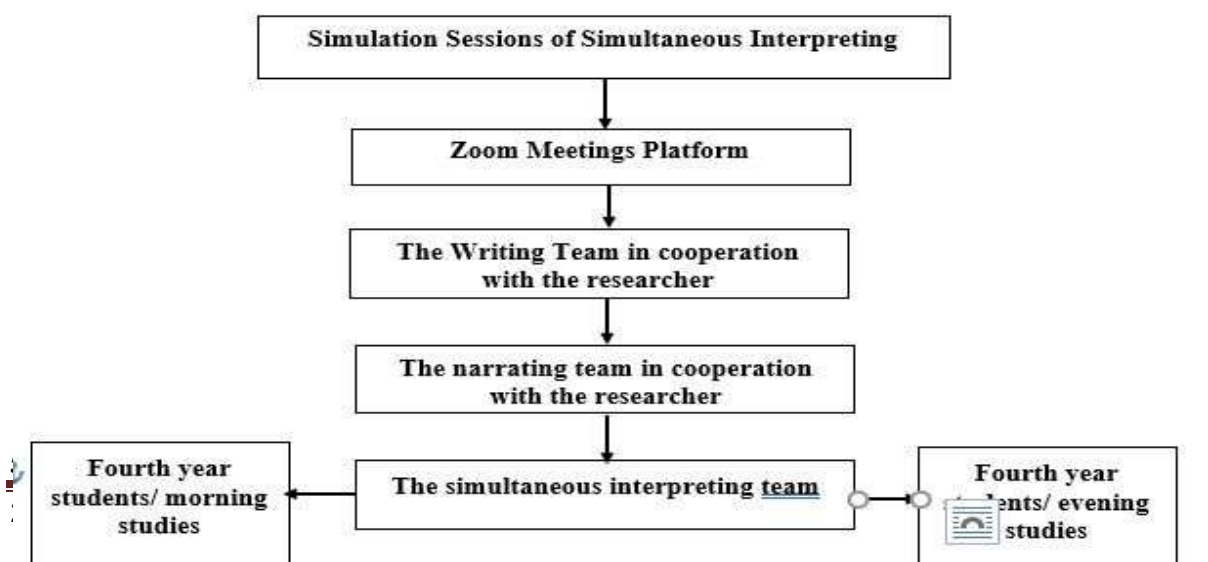 Simulation Sessions of Simultaneous Interpreting
Zoom Meetings Platform
The Writing Team in cooperation
with the researcher
The narrating team in cooperation
with the researcher
The simultaneous interpreting team
Fourth year
students/ morning
studies
Fourth year
ents/ evening
studies